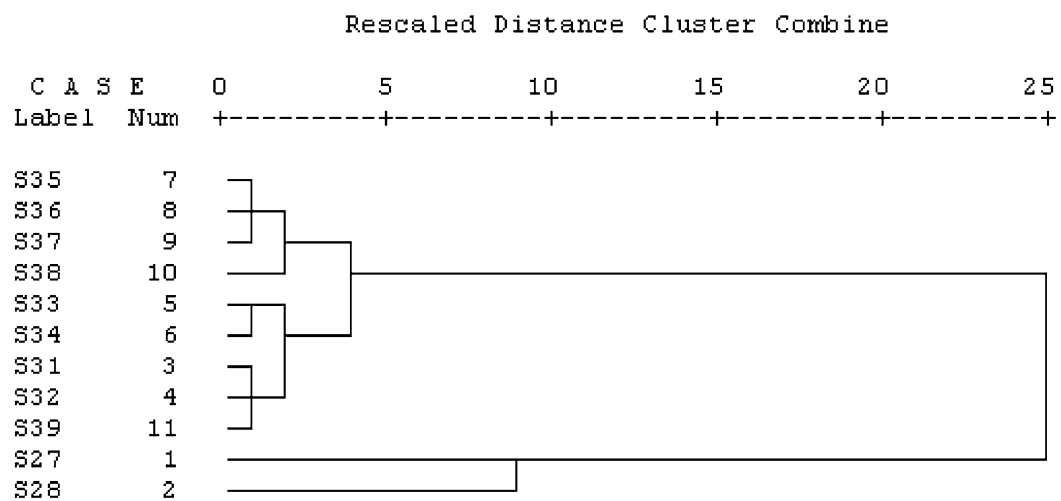 Rescaled Distance Cluster Combine
C A S E 0 5 10 15 20 25
Label Num +---------+---------+---------+---------+---------+
S35 7
S36 8
S37 9
S38 10
S33 5
S34 6
S31 3
S32 4
S39 11
S27 1
S28 2